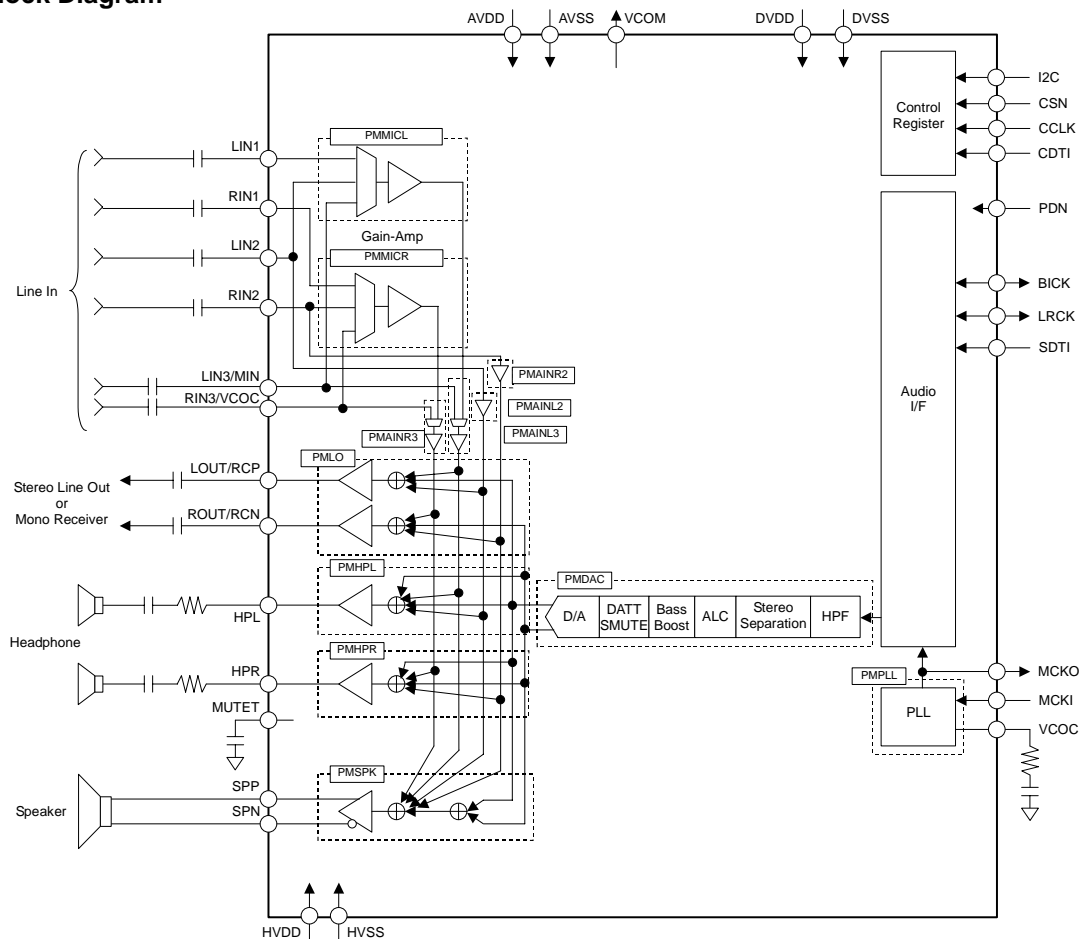 ock Diagram
AVDD
AVSS
VCOM
DVDD
DVSS
I2C
CSN
CCLK
CDTI
Control
Register
PMMICL
LIN1
RIN1
PDN
Gain-Amp
PMMICR
LIN2
RIN2
Line In
BICK
LRCK
SDTI
LIN3/MIN
RIN3/VCOC
PMAINR2
PMAINL2
PMAINR3
PMAINL3
Audio
I/F
PMLO
LOUT/RCP
Stereo Line Out
or
Mono Receiver
ROUT/RCN
PMHPL
HPL
PMDAC
D/A
DATT
SMUTE
Bass
Boost
ALC
Stereo
Separation
HPF
Headphone
PMHPR
HPR
MUTET
PMPLL
PLL
MCKO
MCKI
VCOC
PMSPK
SPP
SPN
Speaker
HVDD
HVSS